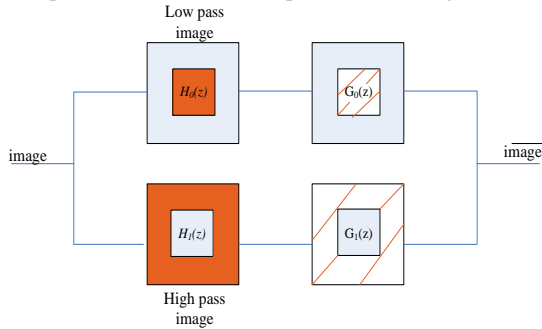 Low pass
image
H₀(z)
G₀(z)
image
image
H₁(z)
G₁(z)
High pass
image